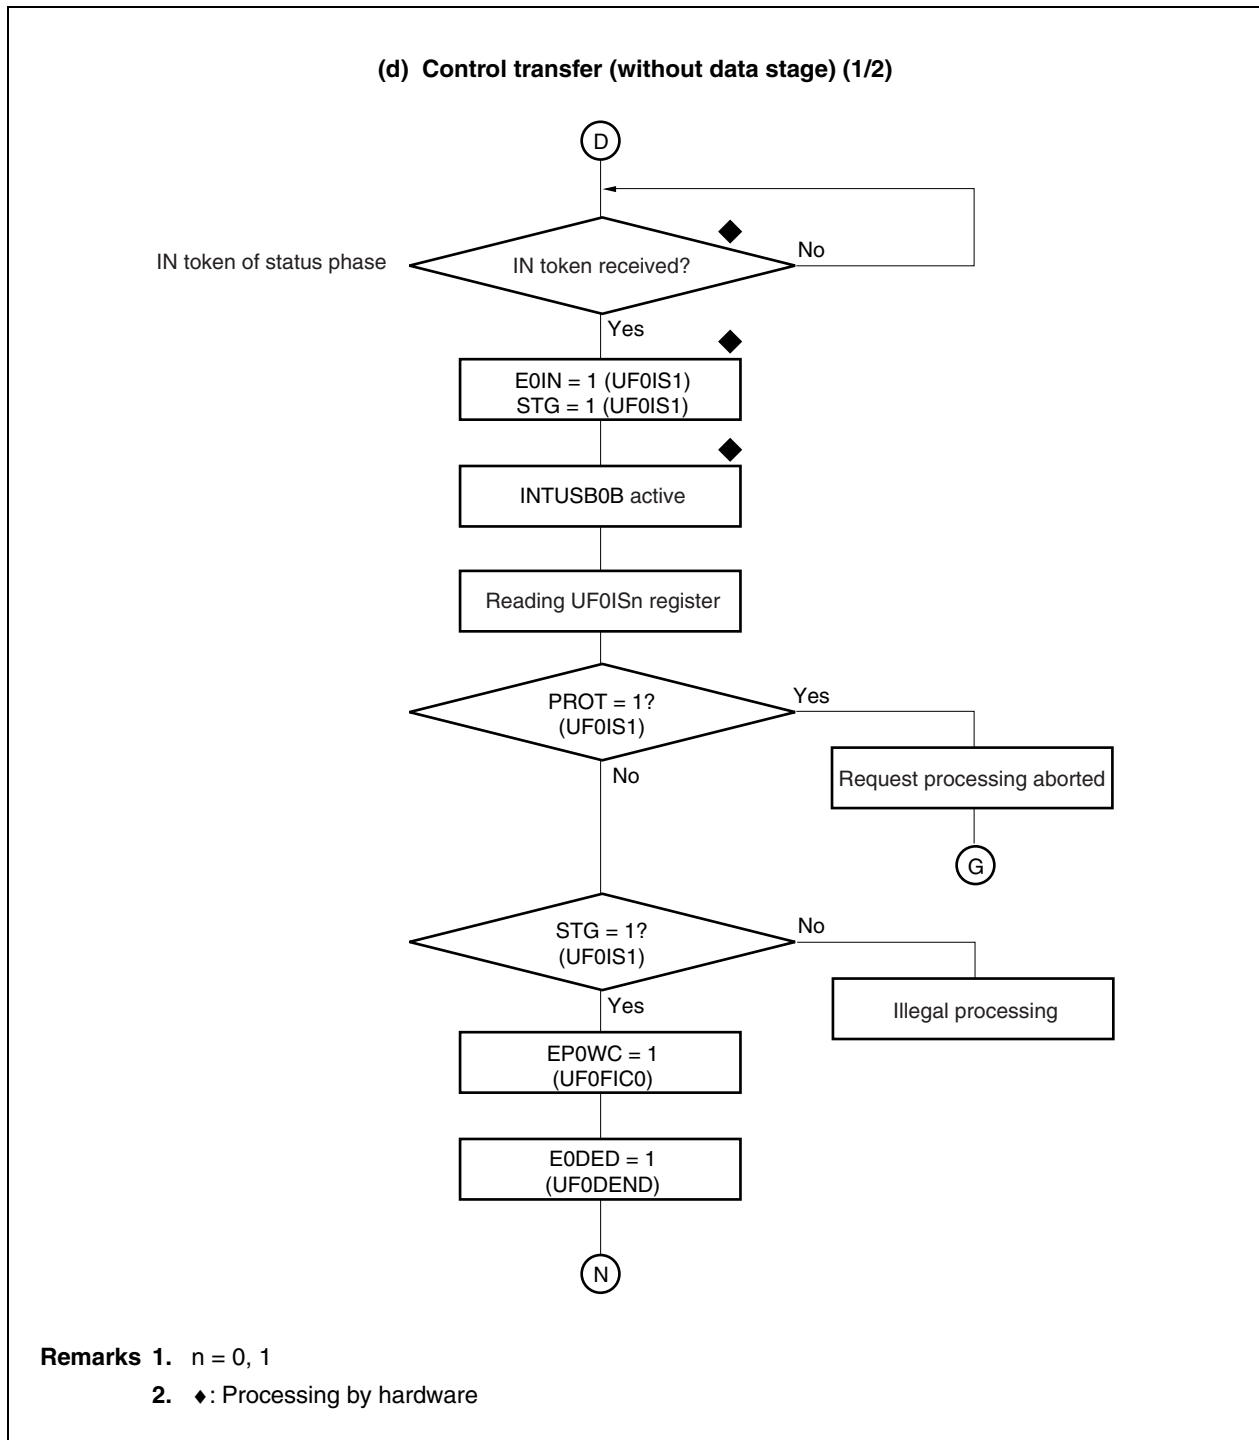 (d) Control transfer (without data stage) (1/2)
D
IN token of status phase
IN token received?
No
Yes
E0IN = 1 (UF0IS1)
STG = 1 (UF0IS1)
INTUSB0B active
Reading UF0ISn register
PROT = 1?
(UF0IS1)
Yes
No
Request processing aborted
G
STG = 1?
(UF0IS1)
No
Yes
Illegal processing
EP0WC = 1
(UF0FIC0)
E0DED = 1
(UF0DEND)
N
Remarks 1. n = 0, 1
2. ♦: Processing by hardware